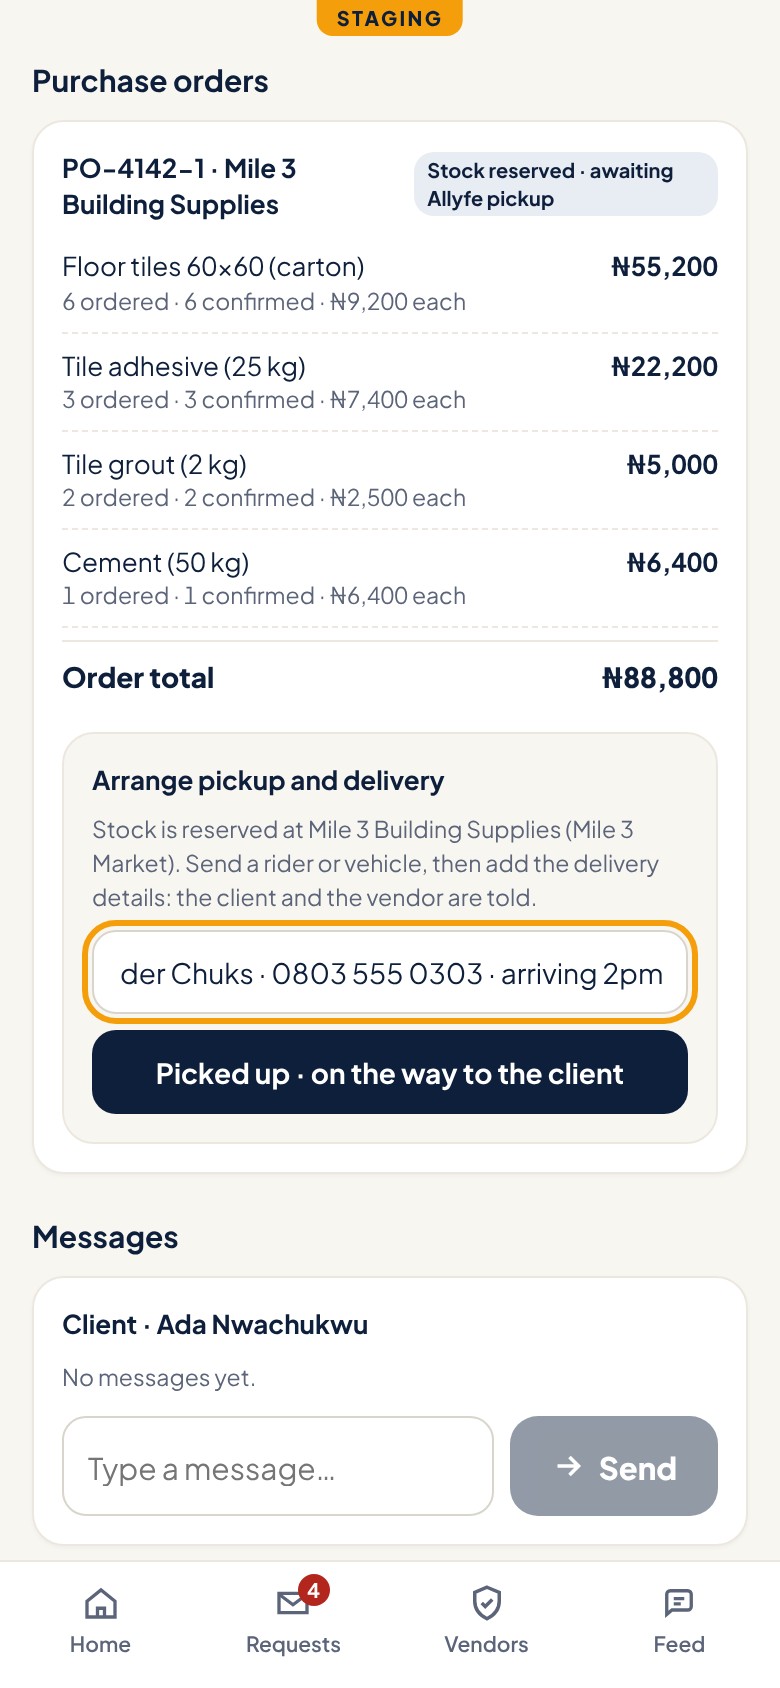 STAGING
Purchase orders
PO-4142-1 · Mile 3
Building Supplies
Stock reserved · awaiting
Allyfe pickup
Floor tiles 60×60 (carton)
₦55,200
6 ordered · 6 confirmed · ₦9,200 each
Tile adhesive (25 kg)
₦22,200
3 ordered · 3 confirmed · ₦7,400 each
Tile grout (2 kg)
₦5,000
2 ordered · 2 confirmed · ₦2,500 each
Cement (50 kg)
₦6,400
1 ordered · 1 confirmed · ₦6,400 each
Order total
₦88,800
Arrange pickup and delivery
Stock is reserved at Mile 3 Building Supplies (Mile 3
Market). Send a rider or vehicle, then add the delivery
details: the client and the vendor are told.
der Chuks · 0803 555 0303 · arriving 2pm
Picked up · on the way to the client
Messages
Client · Ada Nwachukwu
No messages yet.
Type a message...
→ Send
4
Home
Requests
Vendors
Feed